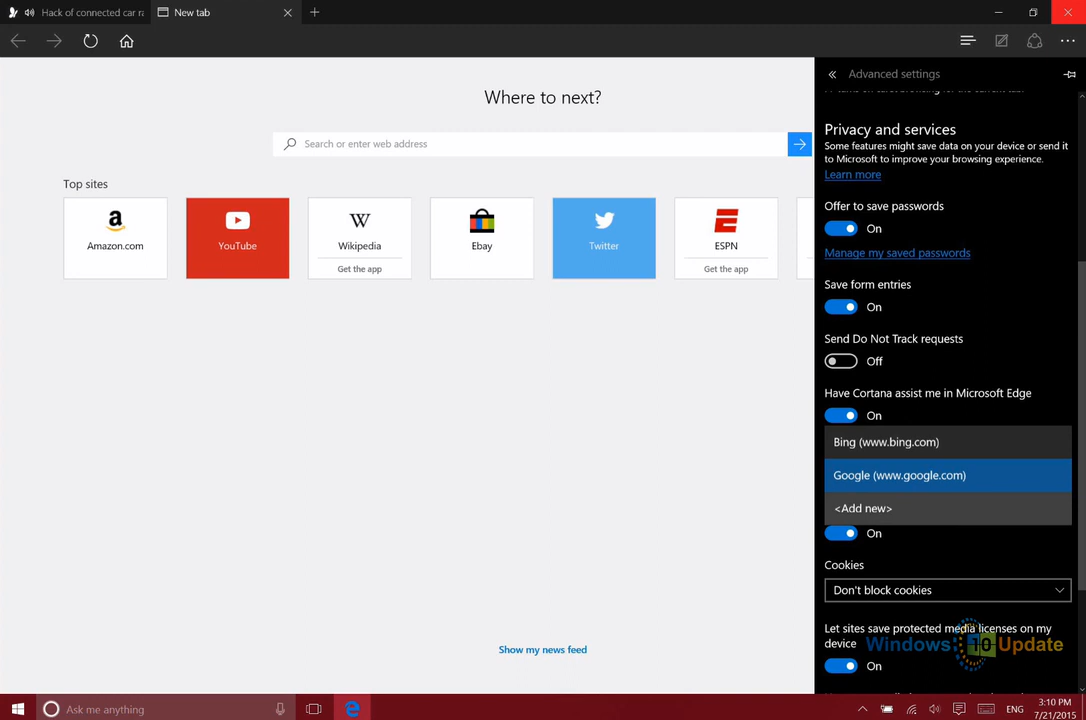 Hack of connected car ra
New tab
Advanced settings
Where to next?
Search or enter web address
Top sites
Amazon.com
YouTube
Wikipedia
Get the app
Ebay
Twitter
ESPN
Get the app
Show my news feed
Privacy and services
Some features might save data on your device or send it
to Microsoft to improve your browsing experience.
Learn more
Offer to save passwords
On
Manage my saved passwords
Save form entries
On
Send Do Not Track requests
Off
Have Cortana assist me in Microsoft Edge
On
Bing (www.bing.com)
Google (www.google.com)
<Add new>
On
Cookies
Don't block cookies
Let sites save protected media licenses on my
device
On
Windows 10 Update
Ask me anything
ENG
3:10 PM
7/21/2015